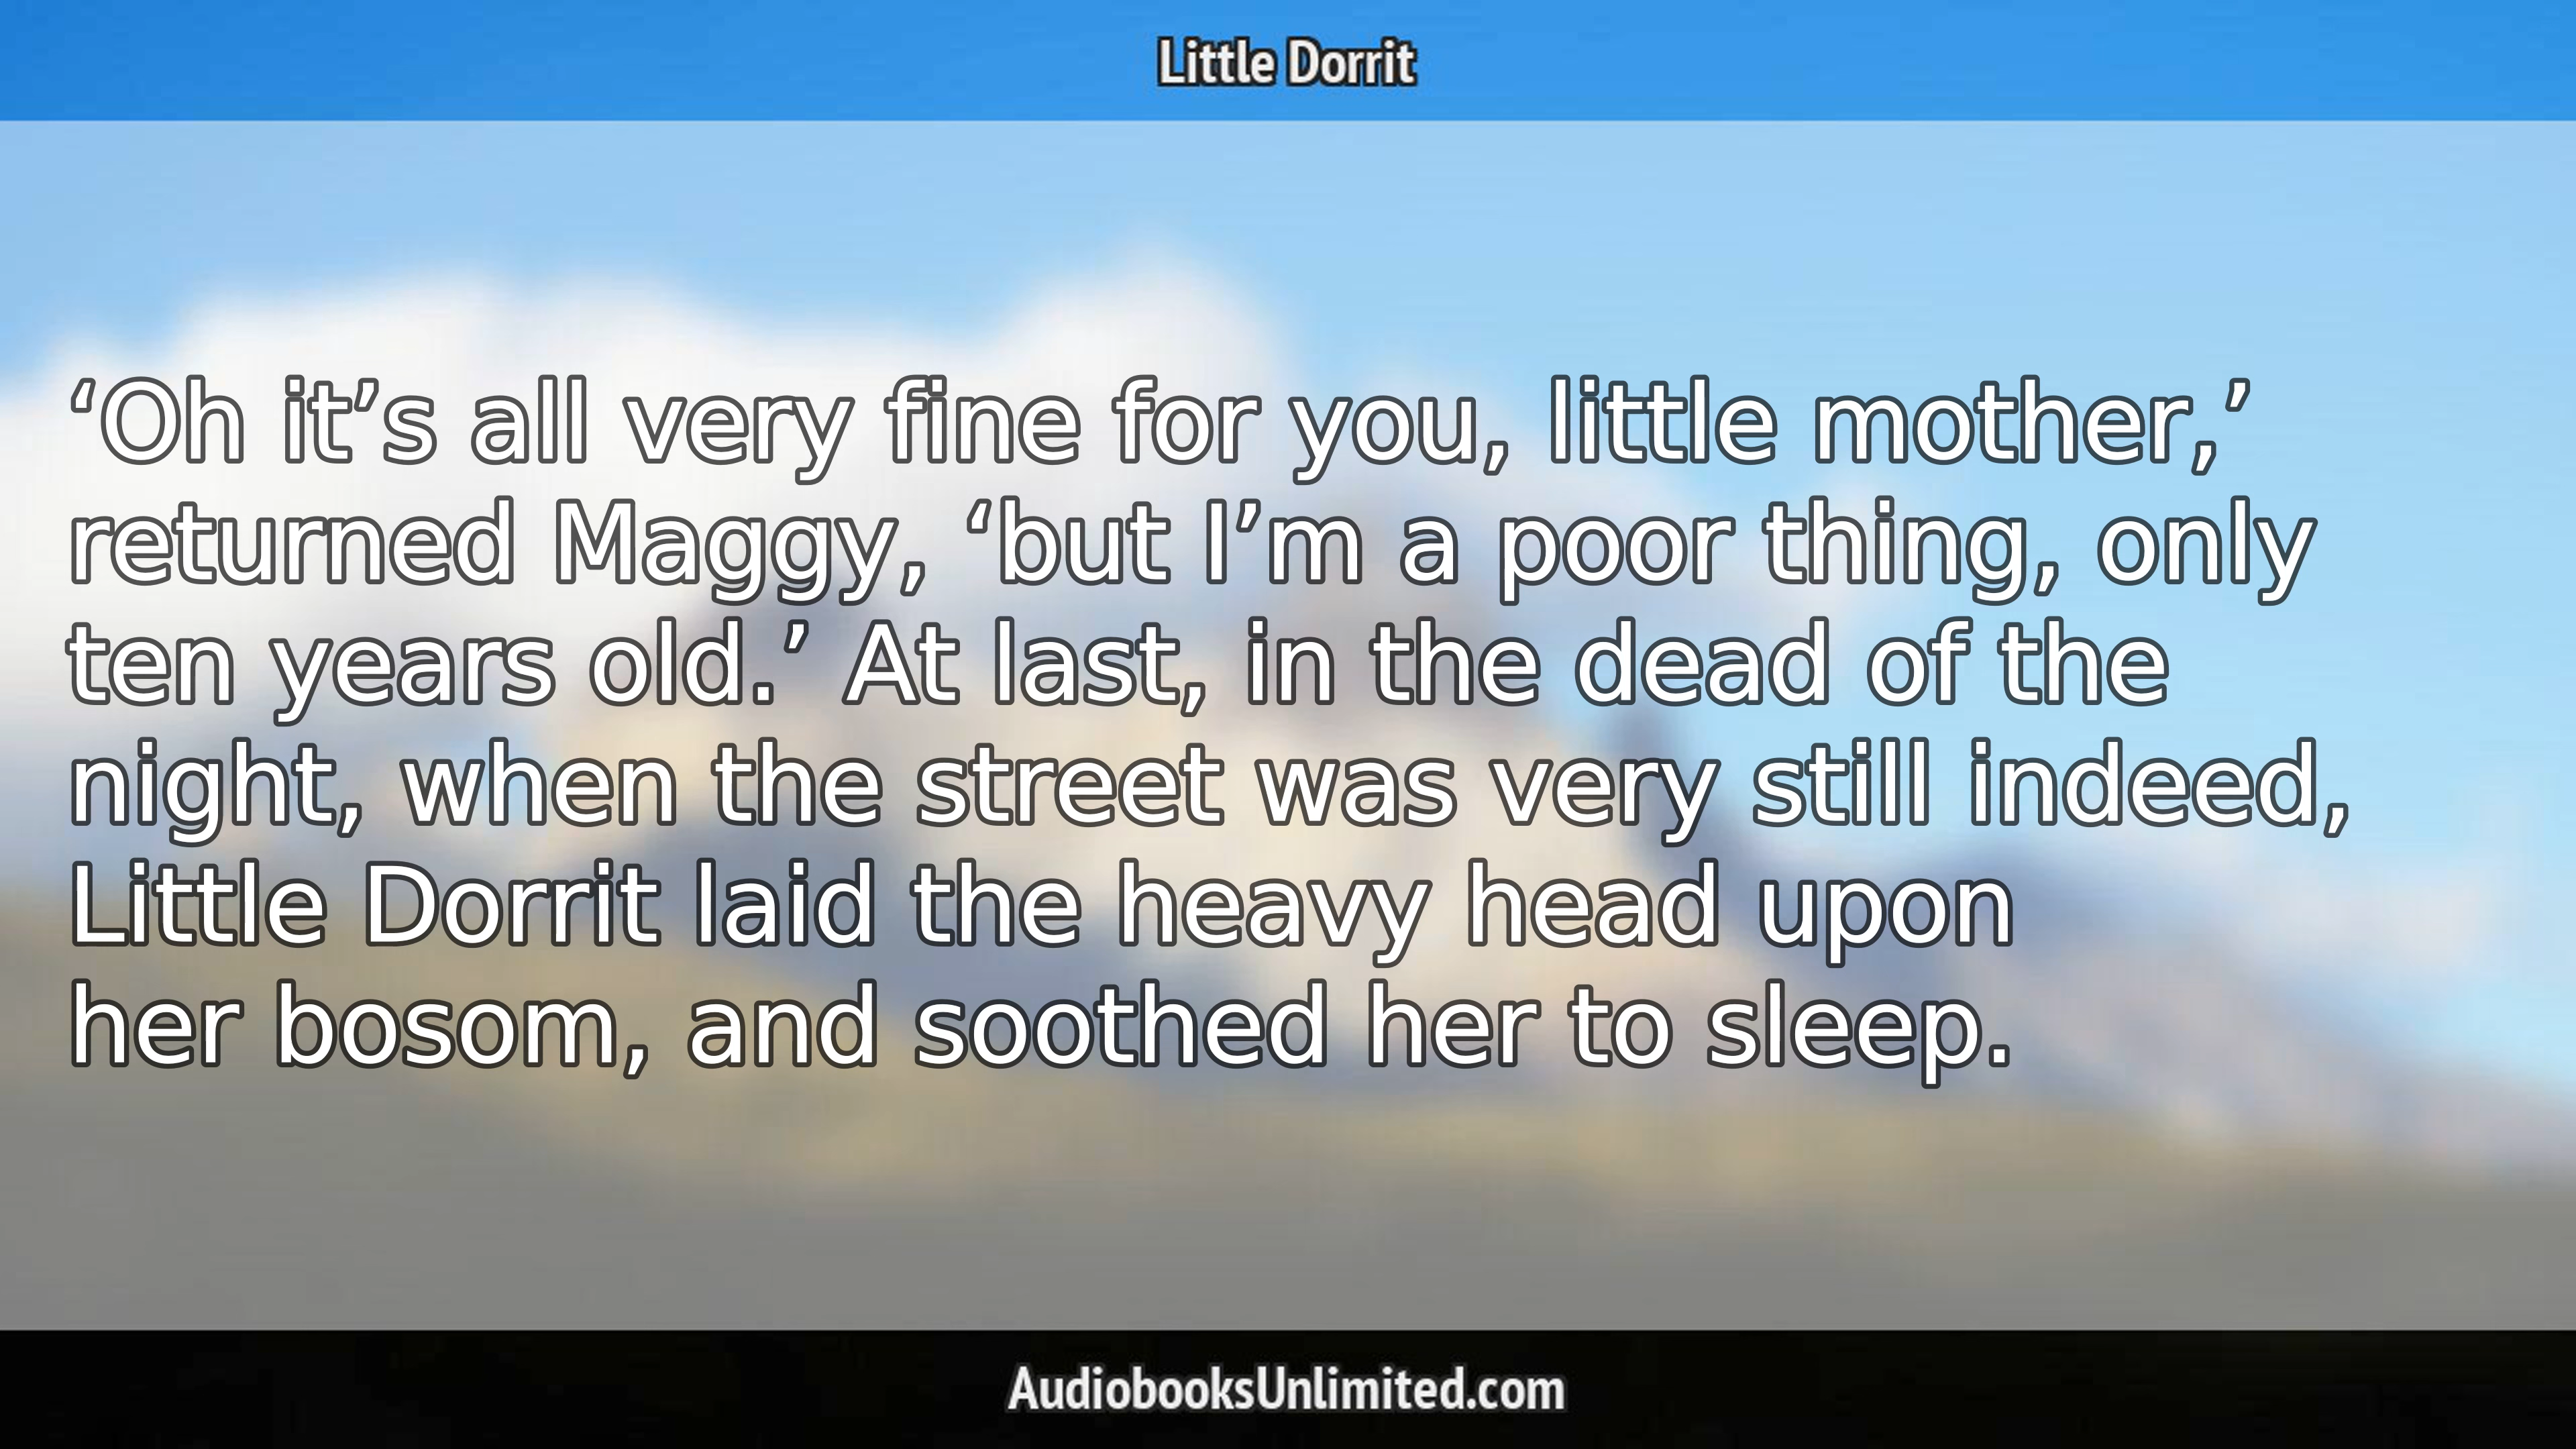 Little Dorrit
‘Oh it’s all very fine for you, little mother,’
returned Maggy, ‘but I’m a poor thing, only
ten years old.’ At last, in the dead of the
night, when the street was very still indeed,
Little Dorrit laid the heavy head upon
her bosom, and soothed her to sleep.
AudiobooksUnlimited.com